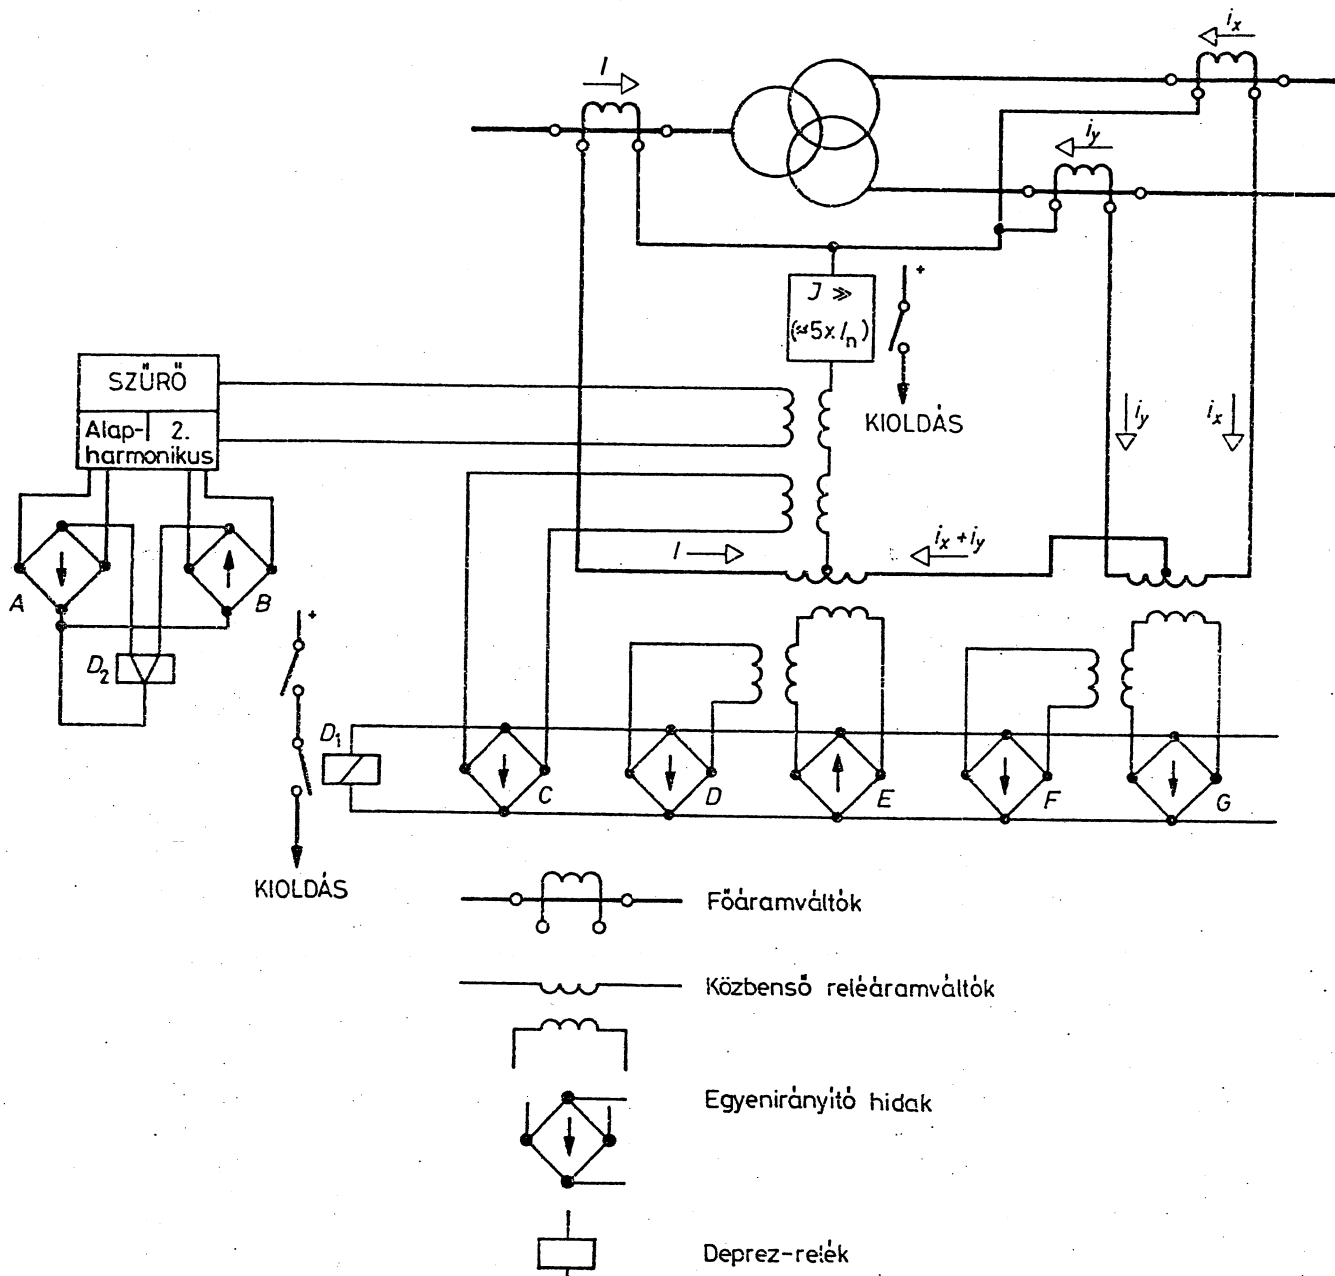 I
i_x
i_y
J ≫
(≈5x I_n)
+
KIOLDÁS
SZŰRŐ
Alap- 2.
harmonikus
i_y
i_x
I
i_x + i_y
A
B
D_2
+
D_1
C
D
E
F
G
KIOLDÁS
Főáramváltók
Közbenső reléáramváltók
Egyenirányító hidak
Deprez-relék